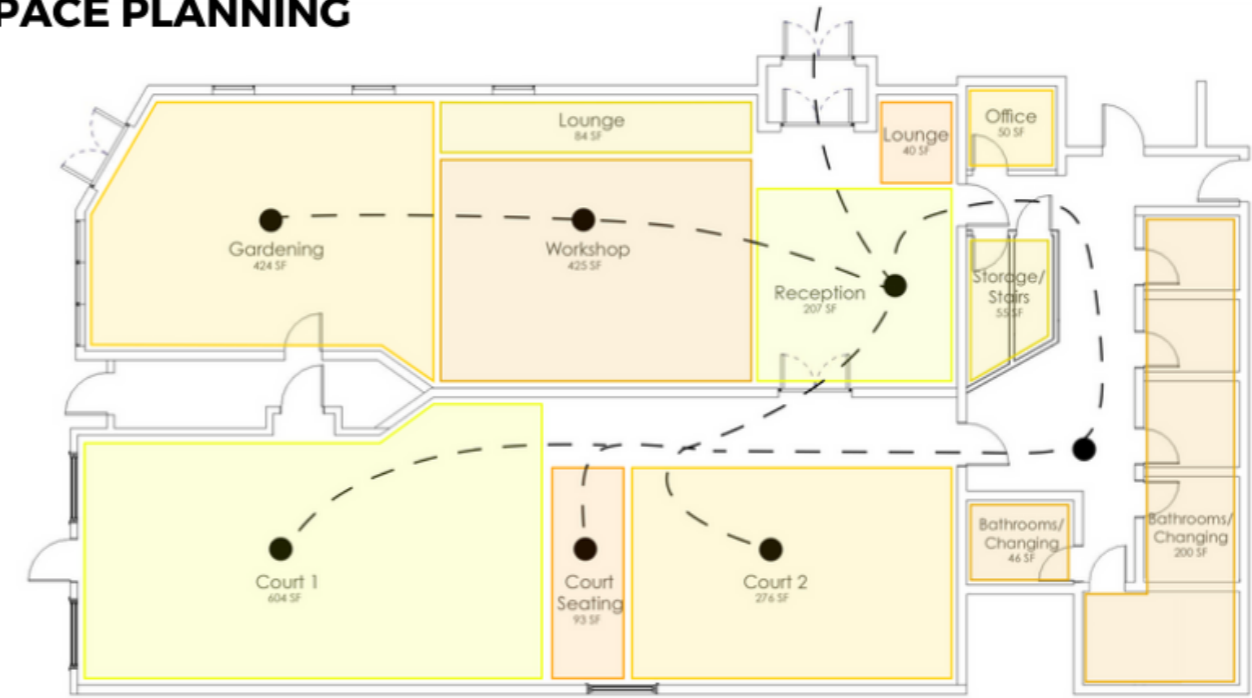 PACE PLANNING
Lounge
84 SF
Lounge
40 SF
Office
50 SF
Gardening
424 SF
Workshop
425 SF
Reception
207 SF
Storage/
Stairs
55 SF
Court 1
604 SF
Court
Seating
93 SF
Court 2
276 SF
Bathrooms/
Changing
46 SF
Bathrooms/
Changing
200 SF